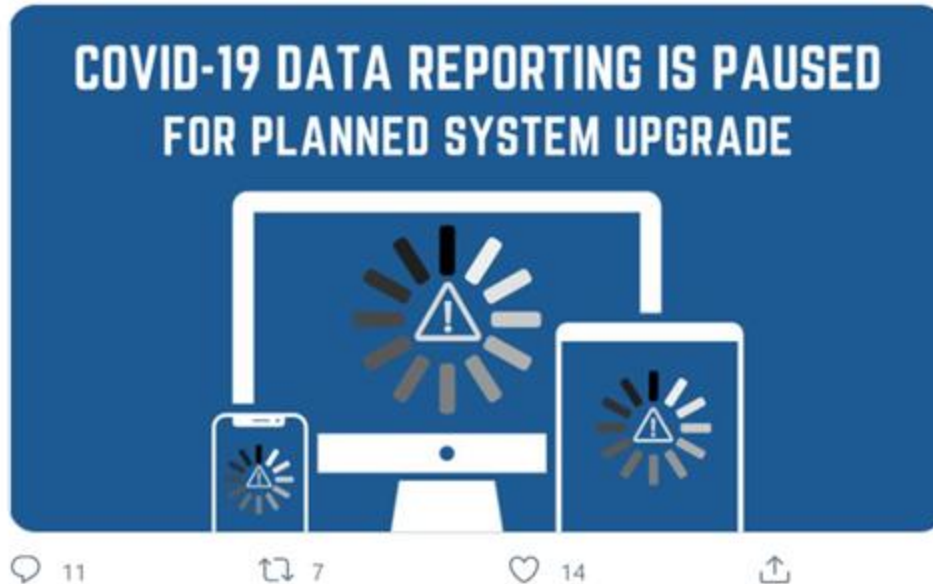 COVID-19 DATA REPORTING IS PAUSED
FOR PLANNED SYSTEM UPGRADE
!
!
!
11 7 14